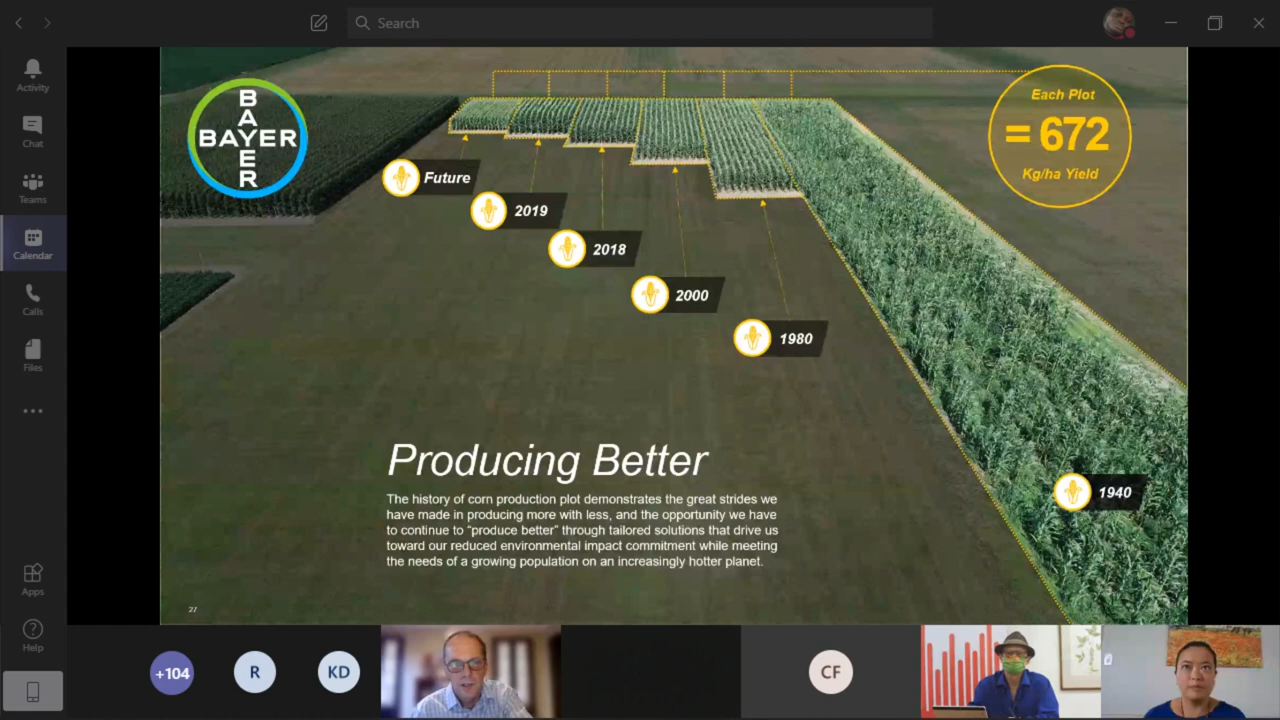 Search
Activity
Chat
Teams
Calendar
Calls
Files
Apps
Help
BAYER
BAYER
Each Plot
= 672
Kg/ha Yield
Future
2019
2018
2000
1980
1940
Producing Better
The history of corn production plot demonstrates the great strides we
have made in producing more with less, and the opportunity we have
to continue to “produce better” through tailored solutions that drive us
toward our reduced environmental impact commitment while meeting
the needs of a growing population on an increasingly hotter planet.
27
+104
R
KD
CF